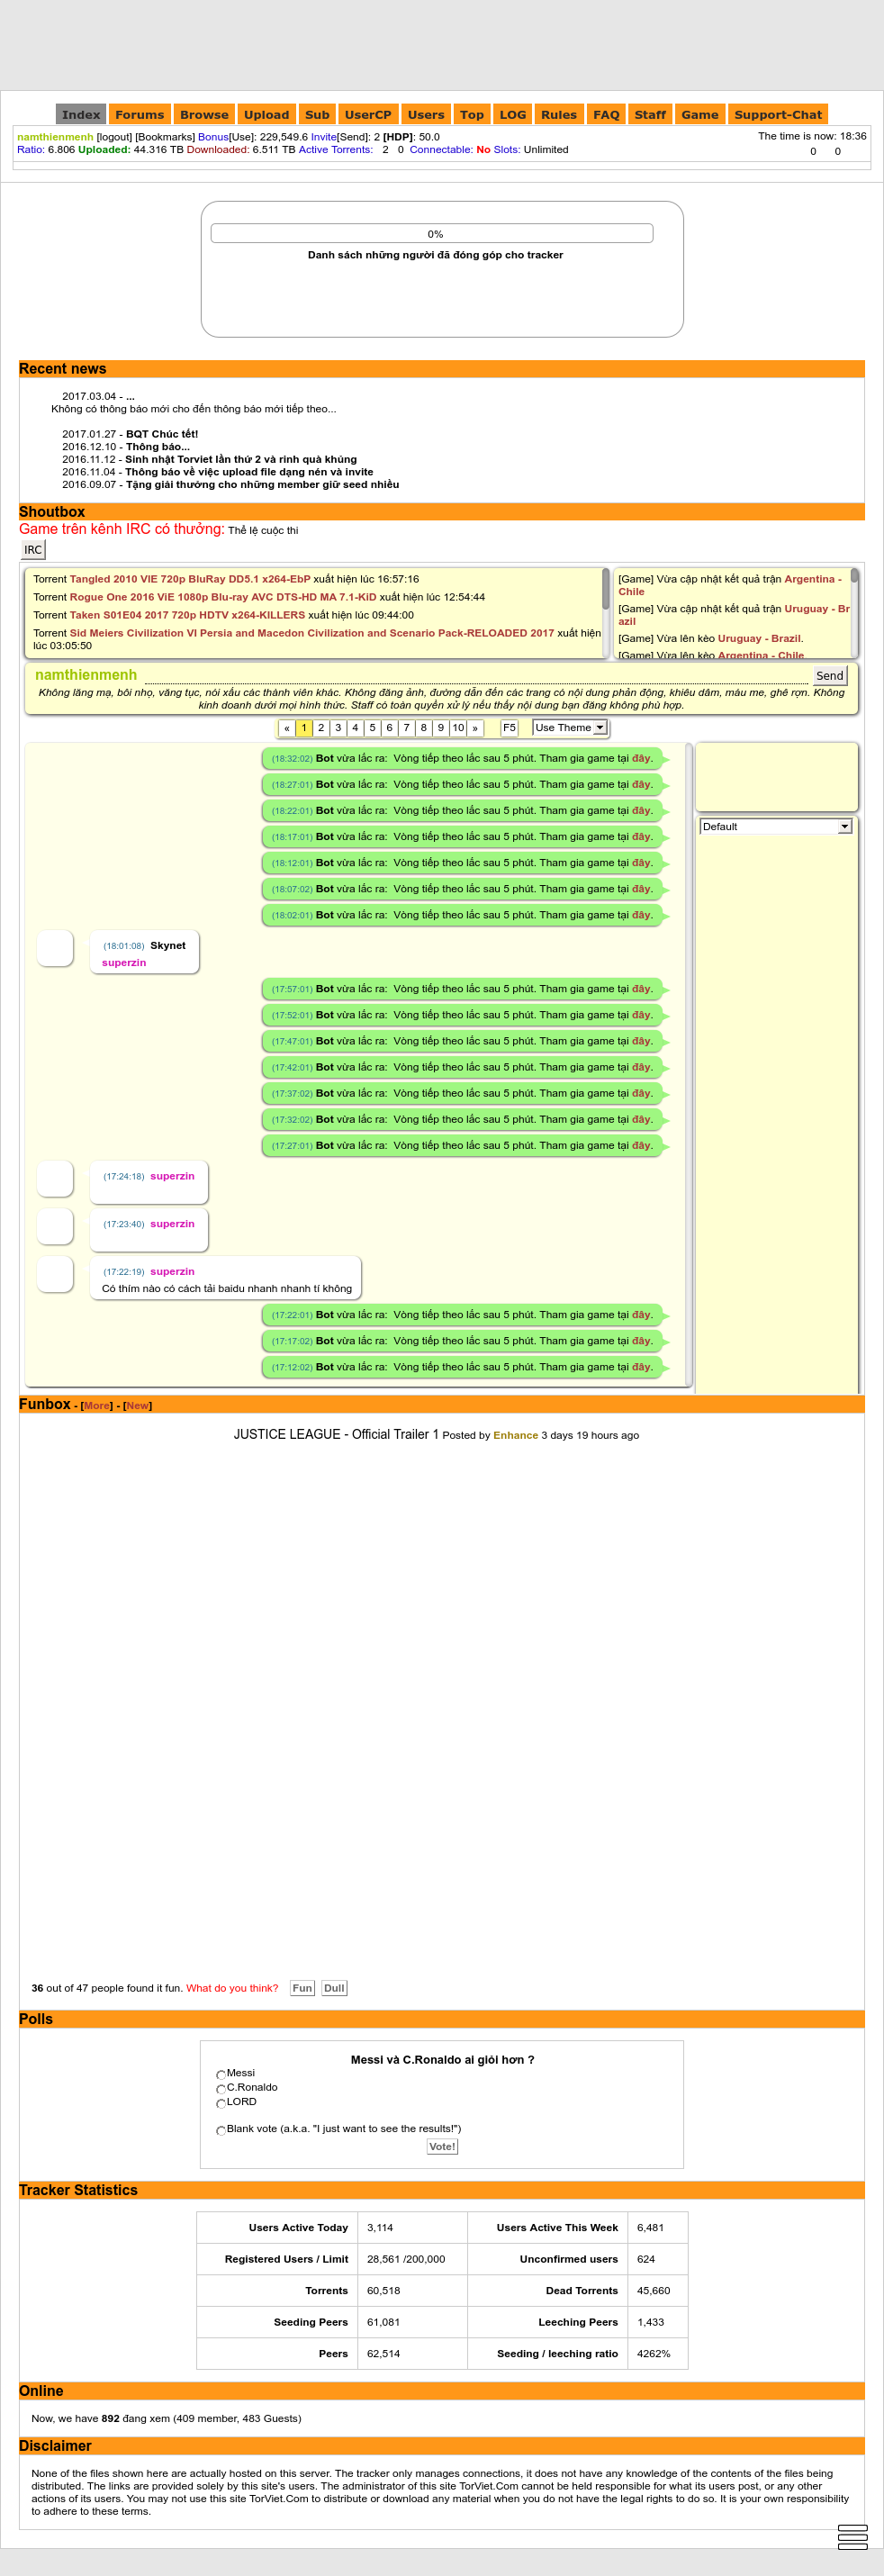 Index Forums Browse Upload Sub UserCP Users Top LOG Rules FAQ Staff Game Support-Chat
namthienmenh [logout] [Bookmarks] Bonus[Use]: 229,549.6 Invite[Send]: 2 [HDP]: 50.0 The time is now: 18:36
Ratio: 6.806 Uploaded: 44.316 TB Downloaded: 6.511 TB Active Torrents: 2 0 Connectable: No Slots: Unlimited 0 0
0%
Danh sách những người đã đóng góp cho tracker
Recent news
2017.03.04 - ...
Không có thông báo mới cho đến thông báo mới tiếp theo...
2017.01.27 - BQT Chúc tết!
2016.12.10 - Thông báo...
2016.11.12 - Sinh nhật Torviet lần thứ 2 và rinh quà khủng
2016.11.04 - Thông báo về việc upload file dạng nén và invite
2016.09.07 - Tặng giải thưởng cho những member giữ seed nhiều
Shoutbox
Game trên kênh IRC có thưởng: Thể lệ cuộc thi
IRC
Torrent Tangled 2010 ViE 720p BluRay DD5.1 x264-EbP xuất hiện lúc 16:57:16
Torrent Rogue One 2016 ViE 1080p Blu-ray AVC DTS-HD MA 7.1-KiD xuất hiện lúc 12:54:44
Torrent Taken S01E04 2017 720p HDTV x264-KILLERS xuất hiện lúc 09:44:00
Torrent Sid Meiers Civilization VI Persia and Macedon Civilization and Scenario Pack-RELOADED 2017 xuất hiện
lúc 03:05:50
[Game] Vừa cập nhật kết quả trận Argentina -
Chile
[Game] Vừa cập nhật kết quả trận Uruguay - Br
azil
[Game] Vừa lên kèo Uruguay - Brazil.
[Game] Vừa lên kèo Argentina - Chile
namthienmenh Send
Không lăng mạ, bôi nhọ, văng tục, nói xấu các thành viên khác. Không đăng ảnh, đường dẫn đến các trang có nội dung phản động, khiêu dâm, máu me, ghê rợn. Không
kinh doanh dưới mọi hình thức. Staff có toàn quyền xử lý nếu thấy nội dung bạn đăng không phù hợp.
« 1 2 3 4 5 6 7 8 9 10 » F5 Use Theme
(18:32:02) Bot vừa lắc ra: Vòng tiếp theo lắc sau 5 phút. Tham gia game tại đây.
(18:27:01) Bot vừa lắc ra: Vòng tiếp theo lắc sau 5 phút. Tham gia game tại đây.
(18:22:01) Bot vừa lắc ra: Vòng tiếp theo lắc sau 5 phút. Tham gia game tại đây.
(18:17:01) Bot vừa lắc ra: Vòng tiếp theo lắc sau 5 phút. Tham gia game tại đây.
(18:12:01) Bot vừa lắc ra: Vòng tiếp theo lắc sau 5 phút. Tham gia game tại đây.
(18:07:02) Bot vừa lắc ra: Vòng tiếp theo lắc sau 5 phút. Tham gia game tại đây.
(18:02:01) Bot vừa lắc ra: Vòng tiếp theo lắc sau 5 phút. Tham gia game tại đây.
(18:01:08) Skynet
superzin
(17:57:01) Bot vừa lắc ra: Vòng tiếp theo lắc sau 5 phút. Tham gia game tại đây.
(17:52:01) Bot vừa lắc ra: Vòng tiếp theo lắc sau 5 phút. Tham gia game tại đây.
(17:47:01) Bot vừa lắc ra: Vòng tiếp theo lắc sau 5 phút. Tham gia game tại đây.
(17:42:01) Bot vừa lắc ra: Vòng tiếp theo lắc sau 5 phút. Tham gia game tại đây.
(17:37:02) Bot vừa lắc ra: Vòng tiếp theo lắc sau 5 phút. Tham gia game tại đây.
(17:32:02) Bot vừa lắc ra: Vòng tiếp theo lắc sau 5 phút. Tham gia game tại đây.
(17:27:01) Bot vừa lắc ra: Vòng tiếp theo lắc sau 5 phút. Tham gia game tại đây.
(17:24:18) superzin
(17:23:40) superzin
(17:22:19) superzin
Có thím nào có cách tải baidu nhanh nhanh tí không
(17:22:01) Bot vừa lắc ra: Vòng tiếp theo lắc sau 5 phút. Tham gia game tại đây.
(17:17:02) Bot vừa lắc ra: Vòng tiếp theo lắc sau 5 phút. Tham gia game tại đây.
(17:12:02) Bot vừa lắc ra: Vòng tiếp theo lắc sau 5 phút. Tham gia game tại đây.
Default
Funbox - [More] - [New]
JUSTICE LEAGUE - Official Trailer 1 Posted by Enhance 3 days 19 hours ago
36 out of 47 people found it fun. What do you think? Fun Dull
Polls
Messi và C.Ronaldo ai giỏi hơn ?
Messi
C.Ronaldo
LORD
Blank vote (a.k.a. "I just want to see the results!")
Vote!
Tracker Statistics
Users Active Today 3,114 Users Active This Week 6,481
Registered Users / Limit 28,561 /200,000 Unconfirmed users 624
Torrents 60,518 Dead Torrents 45,660
Seeding Peers 61,081 Leeching Peers 1,433
Peers 62,514 Seeding / leeching ratio 4262%
Online
Now, we have 892 đang xem (409 member, 483 Guests)
Disclaimer
None of the files shown here are actually hosted on this server. The tracker only manages connections, it does not have any knowledge of the contents of the files being
distributed. The links are provided solely by this site's users. The administrator of this site TorViet.Com cannot be held responsible for what its users post, or any other
actions of its users. You may not use this site TorViet.Com to distribute or download any material when you do not have the legal rights to do so. It is your own responsibility
to adhere to these terms.